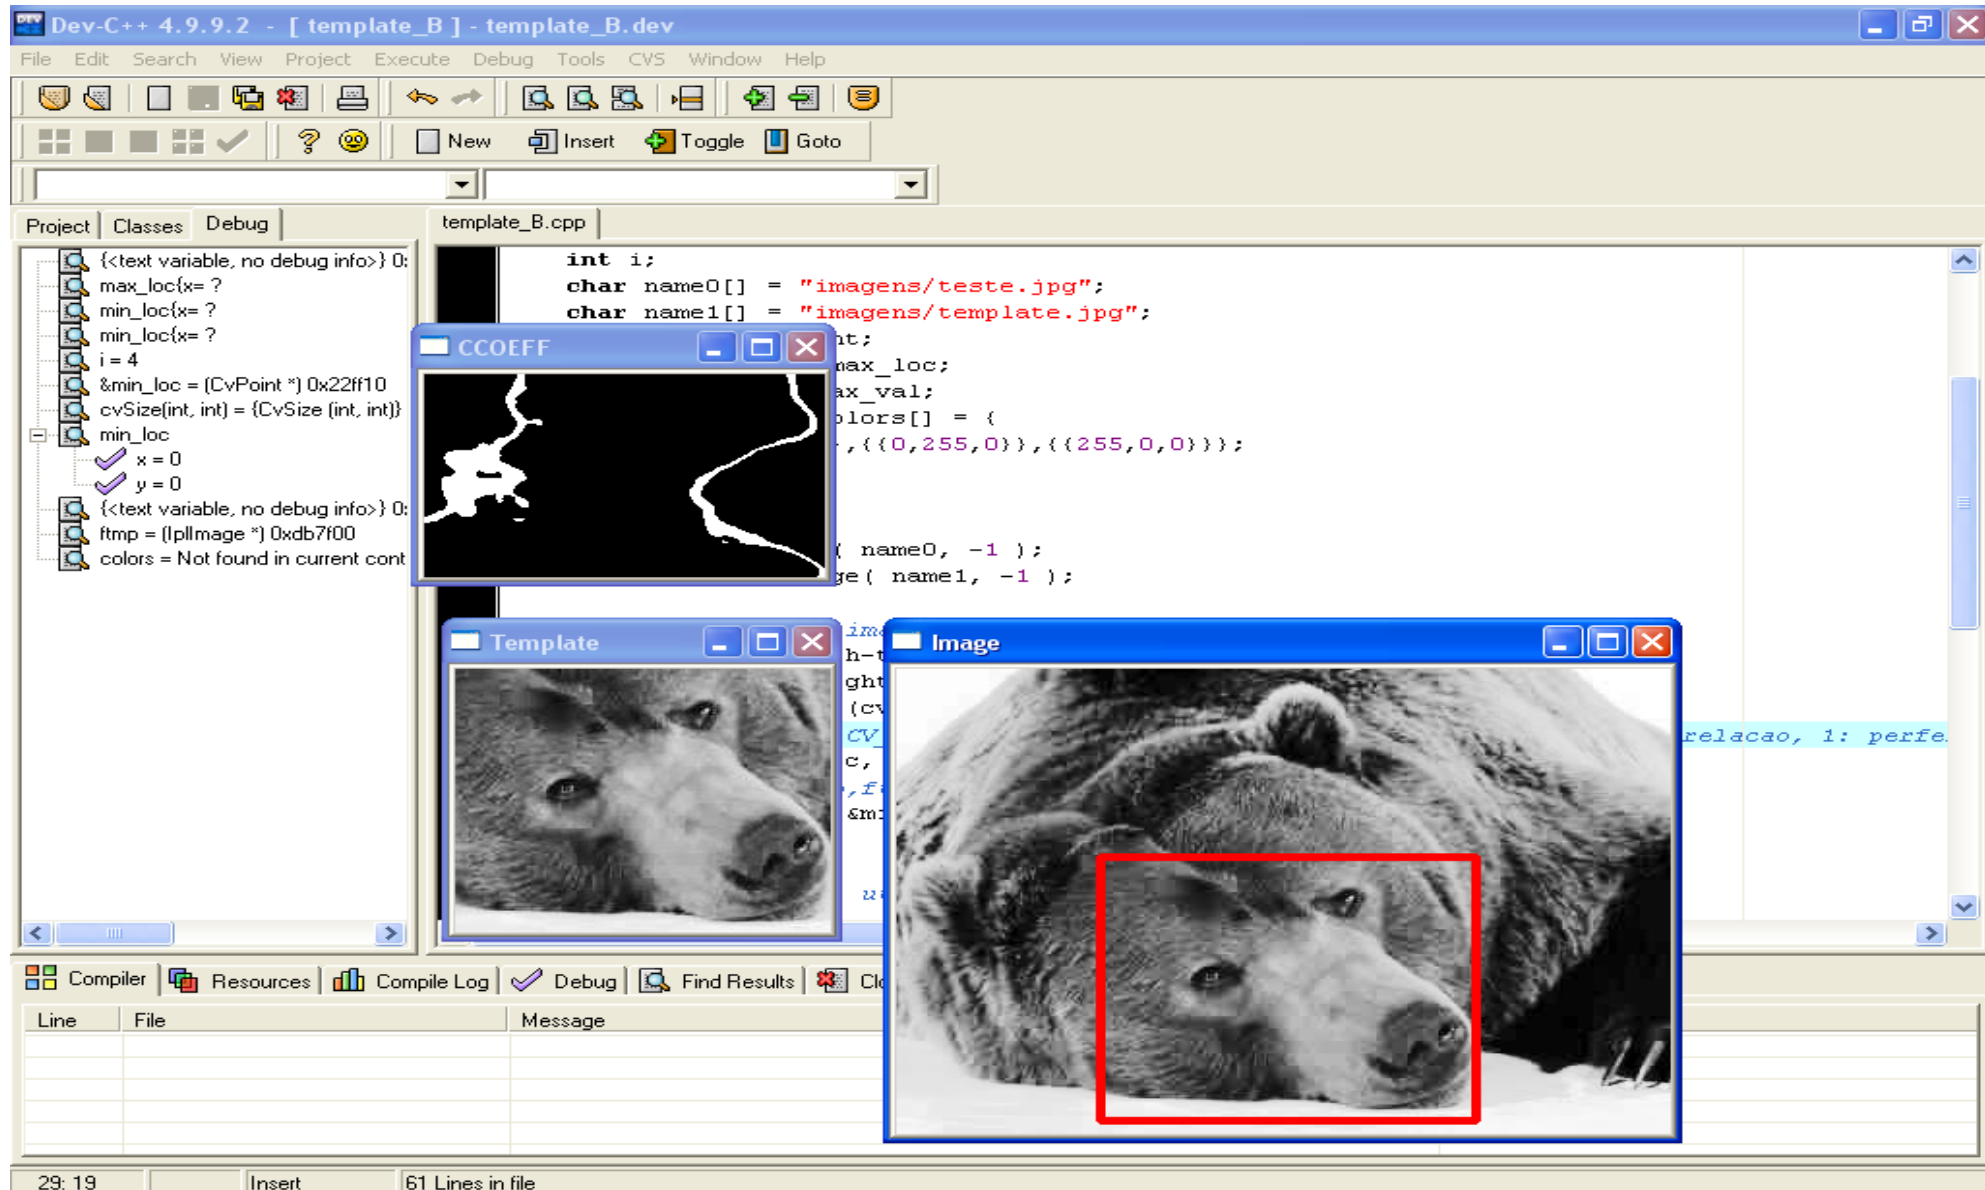 Dev-C++ 4.9.9.2 - [ template_B ] - template_B.dev
File Edit Search View Project Execute Debug Tools CVS Window Help
New Insert Toggle Goto
Project Classes Debug
template_B.cpp
{<text variable, no debug info>} 0:
max_loc{x= ?
min_loc{x= ?
min_loc{x= ?
i = 4
&min_loc = (CvPoint *) 0x22ff10
cvSize(int, int) = {CvSize (int, int)}
min_loc
x = 0
y = 0
{<text variable, no debug info>} 0:
ftmp = (IplImage *) 0xdb7f00
colors = Not found in current cont
int i;
char name0[] = "imagens/teste.jpg";
char name1[] = "imagens/template.jpg";
nt;
max_loc;
ax_val;
olors[] = {
},{{0,255,0}},{{255,0,0}}};
( name0, -1 );
ge( name1, -1 );
h-t
ght
(cv
CV_ relacao, 1: perfe
c,
,f
&mi
CCOEFF
Template
Image
Compiler Resources Compile Log Debug Find Results Clo
Line File Message
29: 19 Insert 61 Lines in file